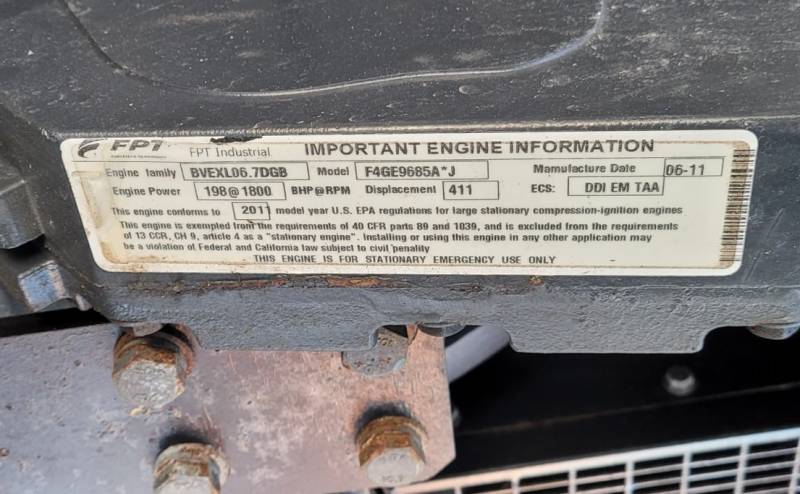 FPT FPT Industrial IMPORTANT ENGINE INFORMATION
Engine family BVEXL06.7DGB Model F4GE9685A*J Manufacture Date 06-11
Engine Power 198@1800 BHP@RPM Displacement 411 ECS: DDI EM TAA
This engine conforms to 2011 model year U.S. EPA regulations for large stationary compression-ignition engines
This engine is exempted from the requirements of 40 CFR parts 89 and 1039, and is excluded from the requirements
of 13 CCR, CH 9, article 4 as a "stationary engine". Installing or using this engine in any other application may
be a violation of Federal and California law subject to civil penalty
THIS ENGINE IS FOR STATIONARY EMERGENCY USE ONLY